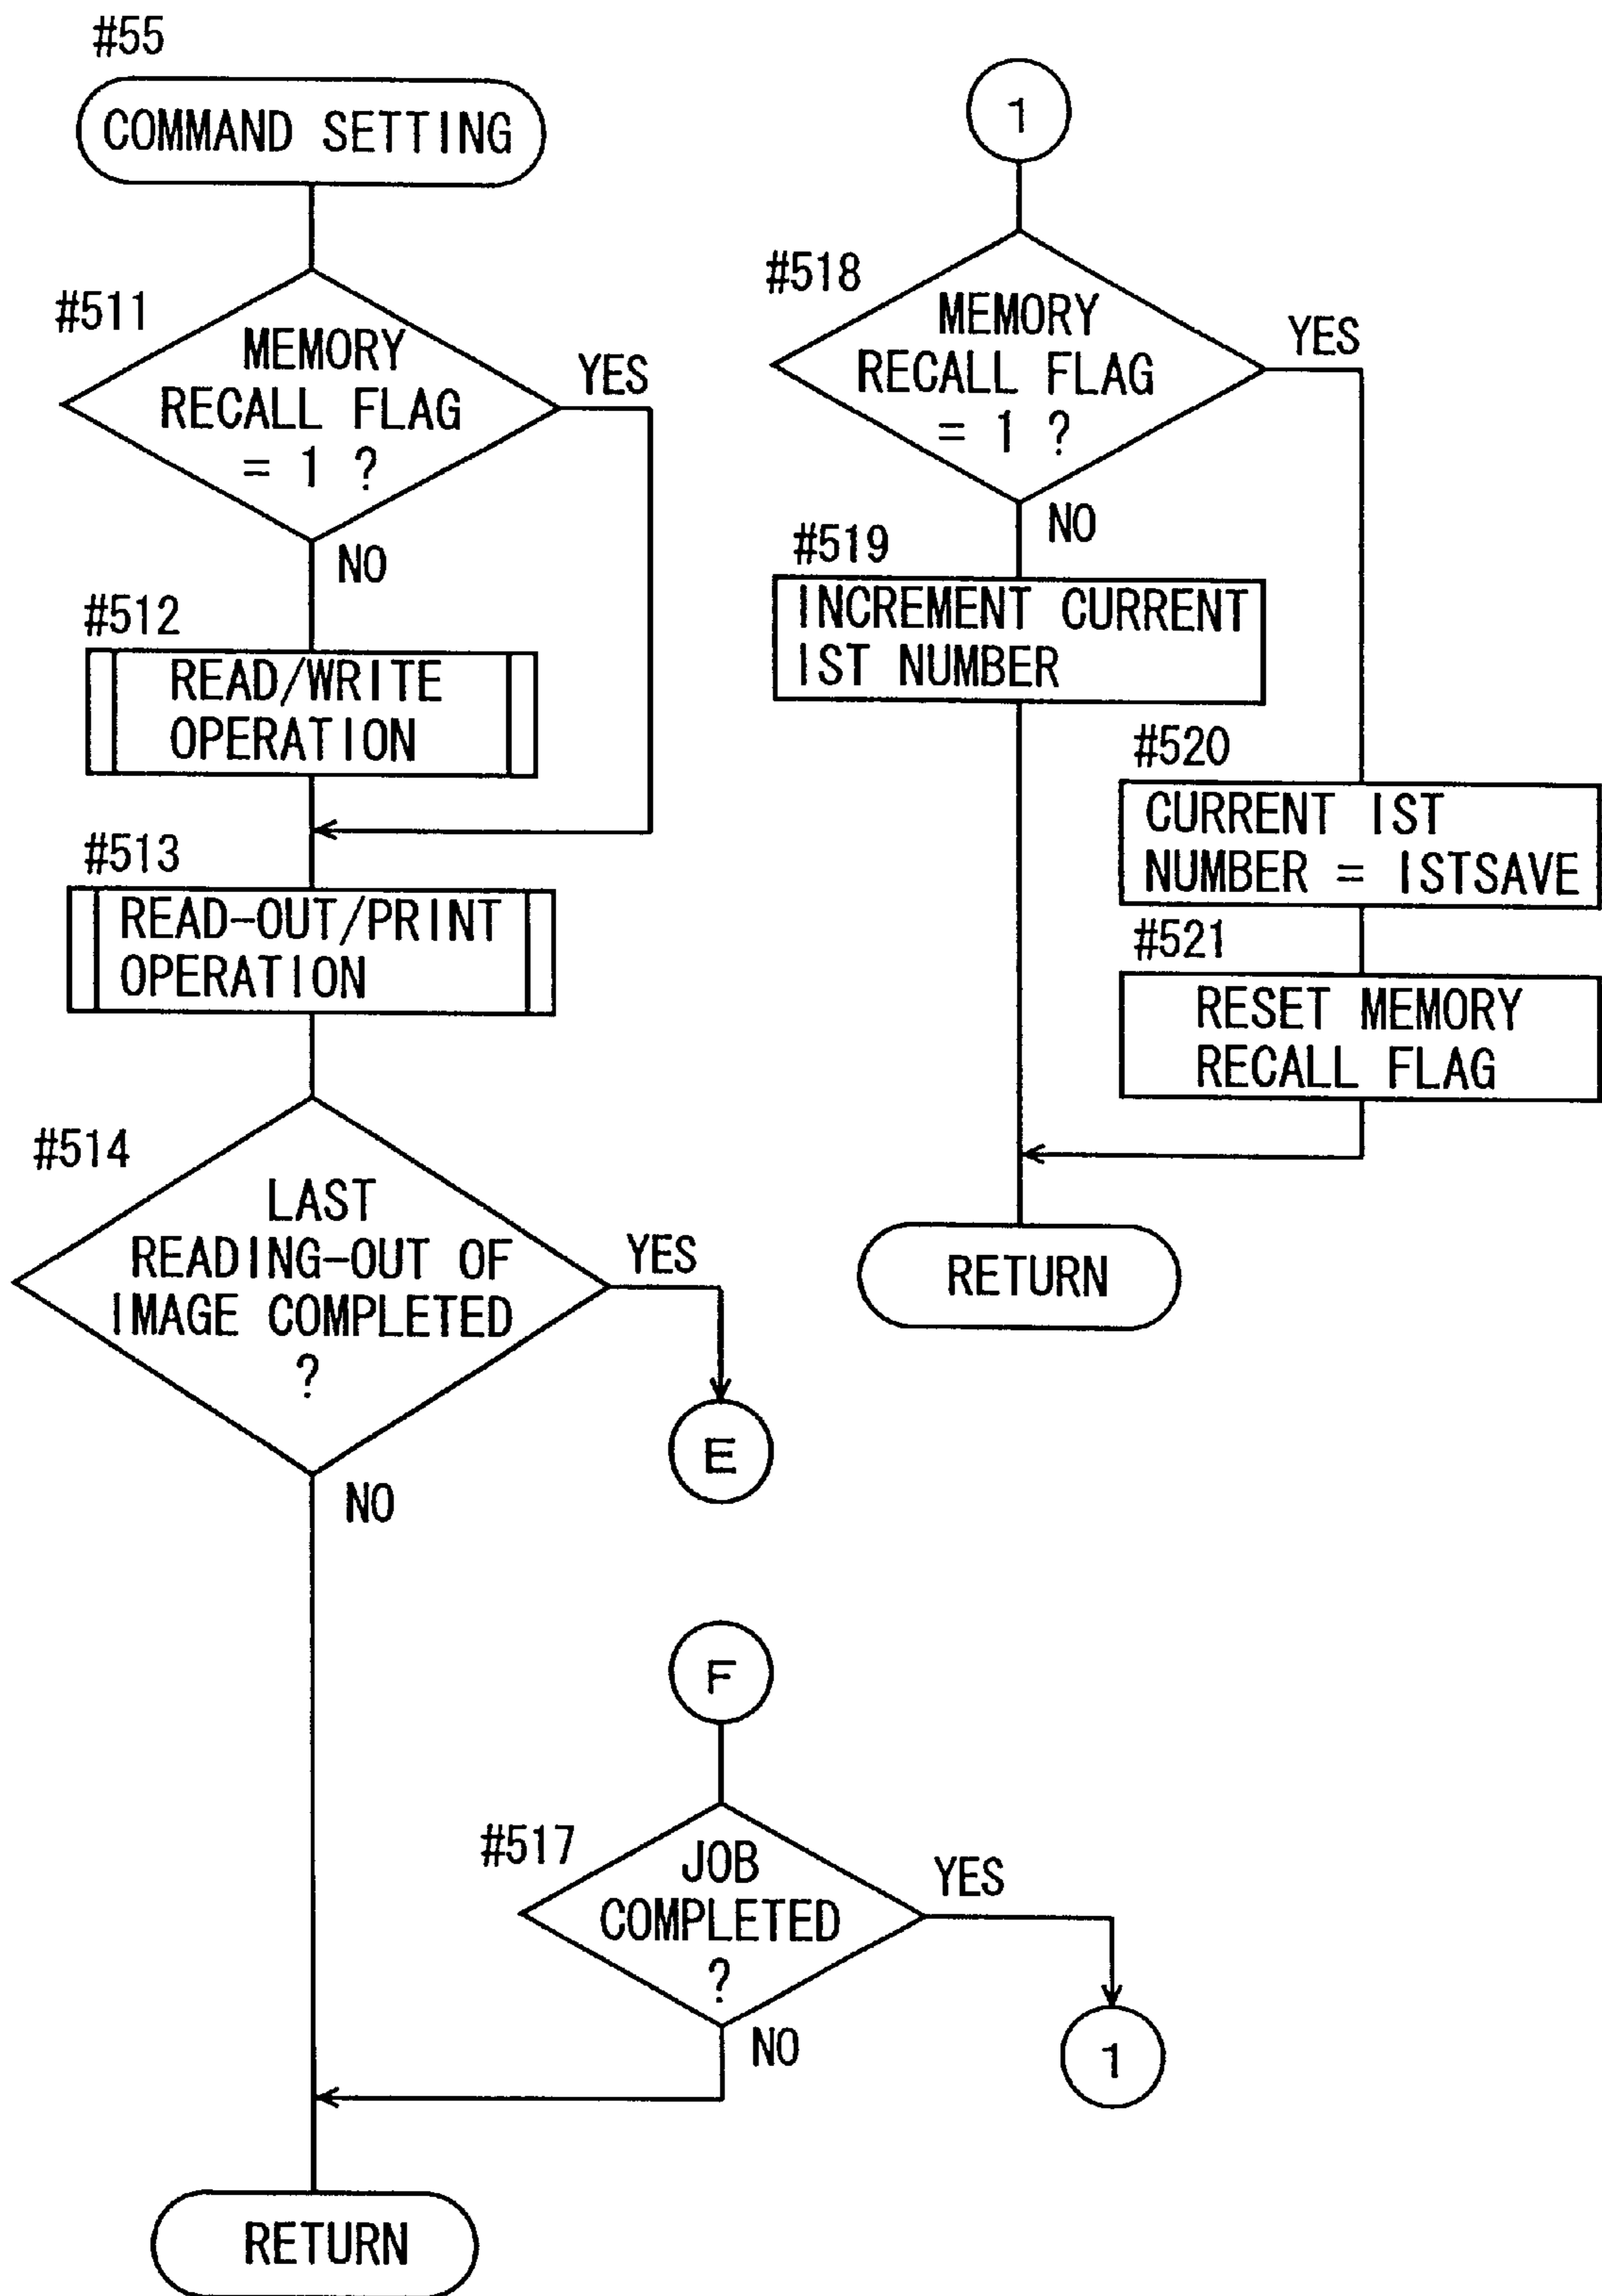 #55
COMMAND SETTING
#511
MEMORY
RECALL FLAG
= 1 ?
YES
NO
#512
READ/WRITE
OPERATION
#513
READ-OUT/PRINT
OPERATION
#514
LAST
READING-OUT OF
IMAGE COMPLETED
?
YES
E
NO
F
#517
JOB
COMPLETED
?
YES
1
NO
RETURN
1
#518
MEMORY
RECALL FLAG
= 1 ?
YES
NO
#519
INCREMENT CURRENT
IST NUMBER
#520
CURRENT IST
NUMBER = ISTSAVE
#521
RESET MEMORY
RECALL FLAG
RETURN